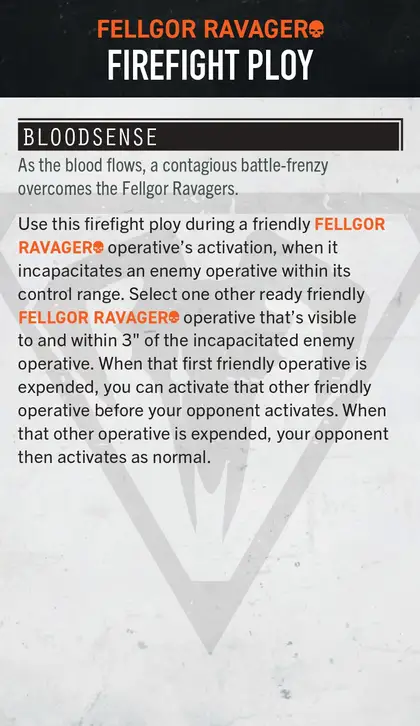 FELLGOR RAVAGER
FIREFIGHT PLOY
BLOODSENSE
As the blood flows, a contagious battle-frenzy
overcomes the Fellgor Ravagers.
Use this firefight ploy during a friendly FELLGOR
RAVAGER operative’s activation, when it
incapacitates an enemy operative within its
control range. Select one other ready friendly
FELLGOR RAVAGER operative that’s visible
to and within 3" of the incapacitated enemy
operative. When that first friendly operative is
expended, you can activate that other friendly
operative before your opponent activates. When
that other operative is expended, your opponent
then activates as normal.